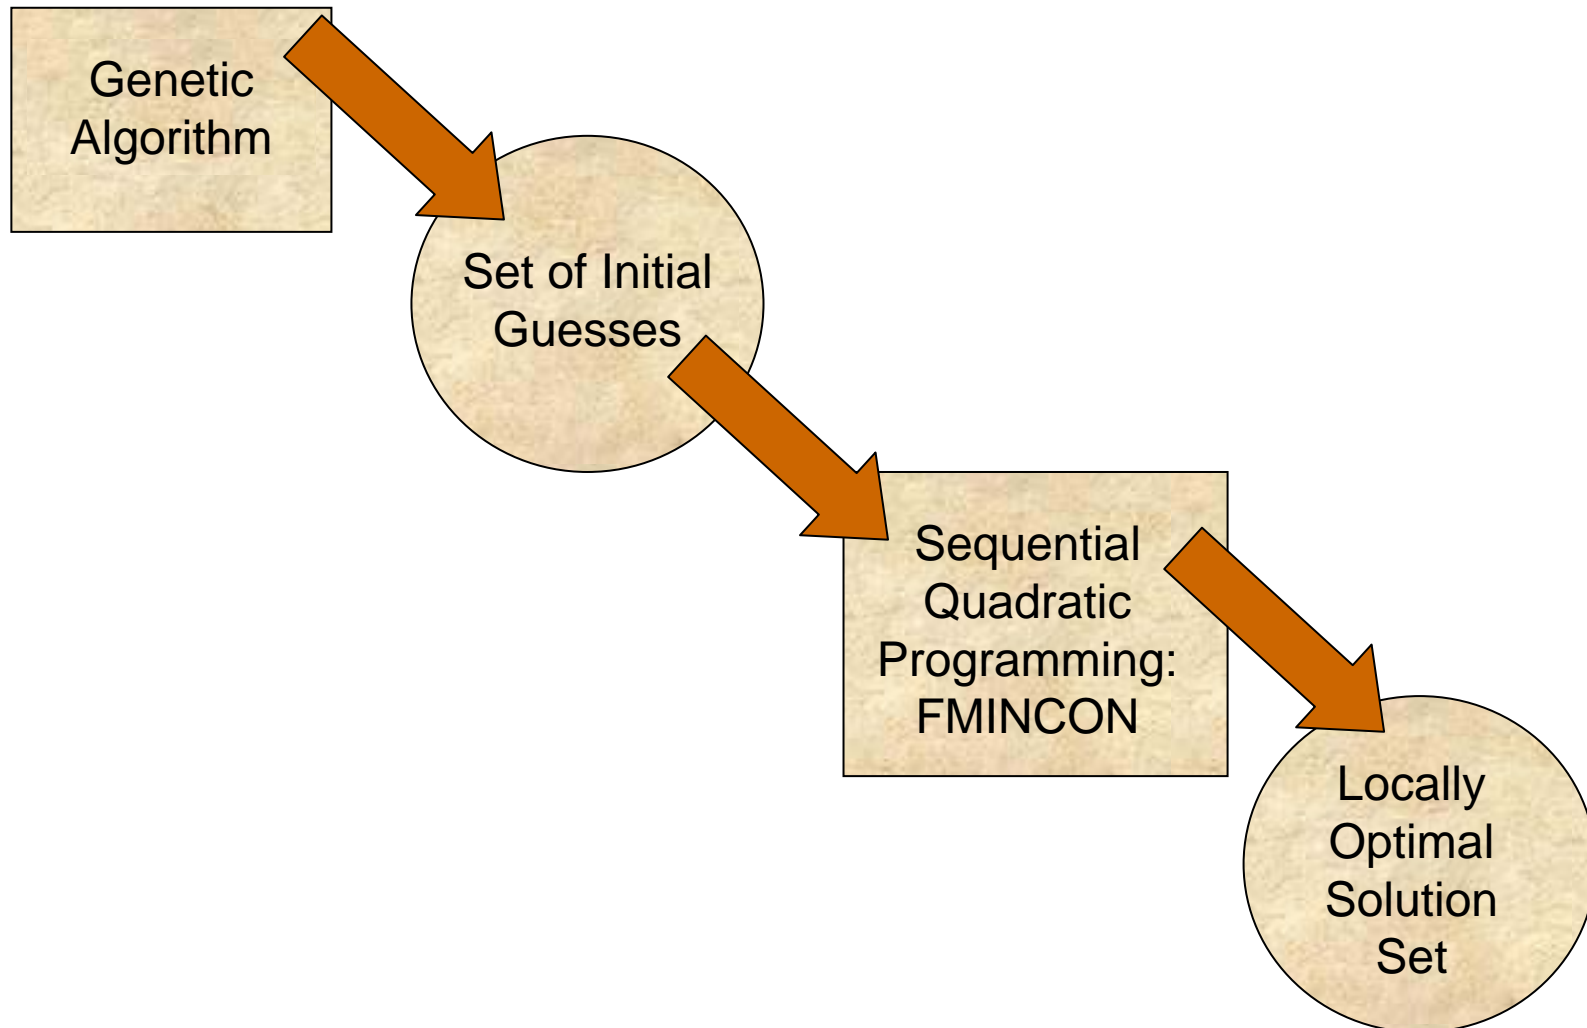 Genetic
Algorithm
Set of Initial
Guesses
Sequential
Quadratic
Programming:
FMINCON
Locally
Optimal
Solution
Set